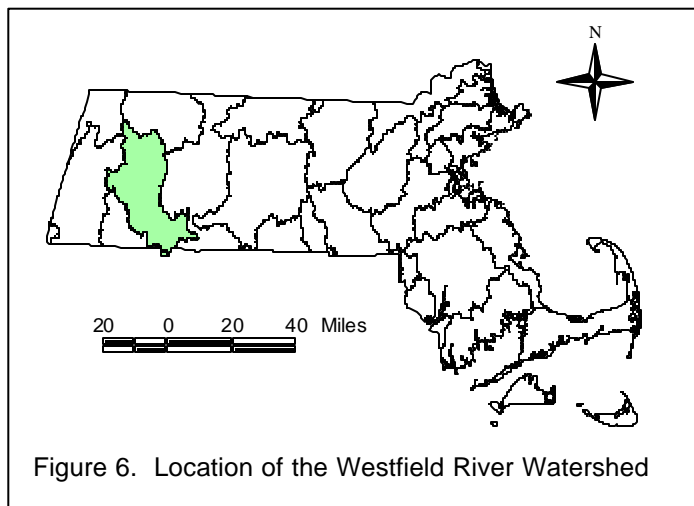 N
20 0 20 40 Miles
Figure 6. Location of the Westfield River Watershed